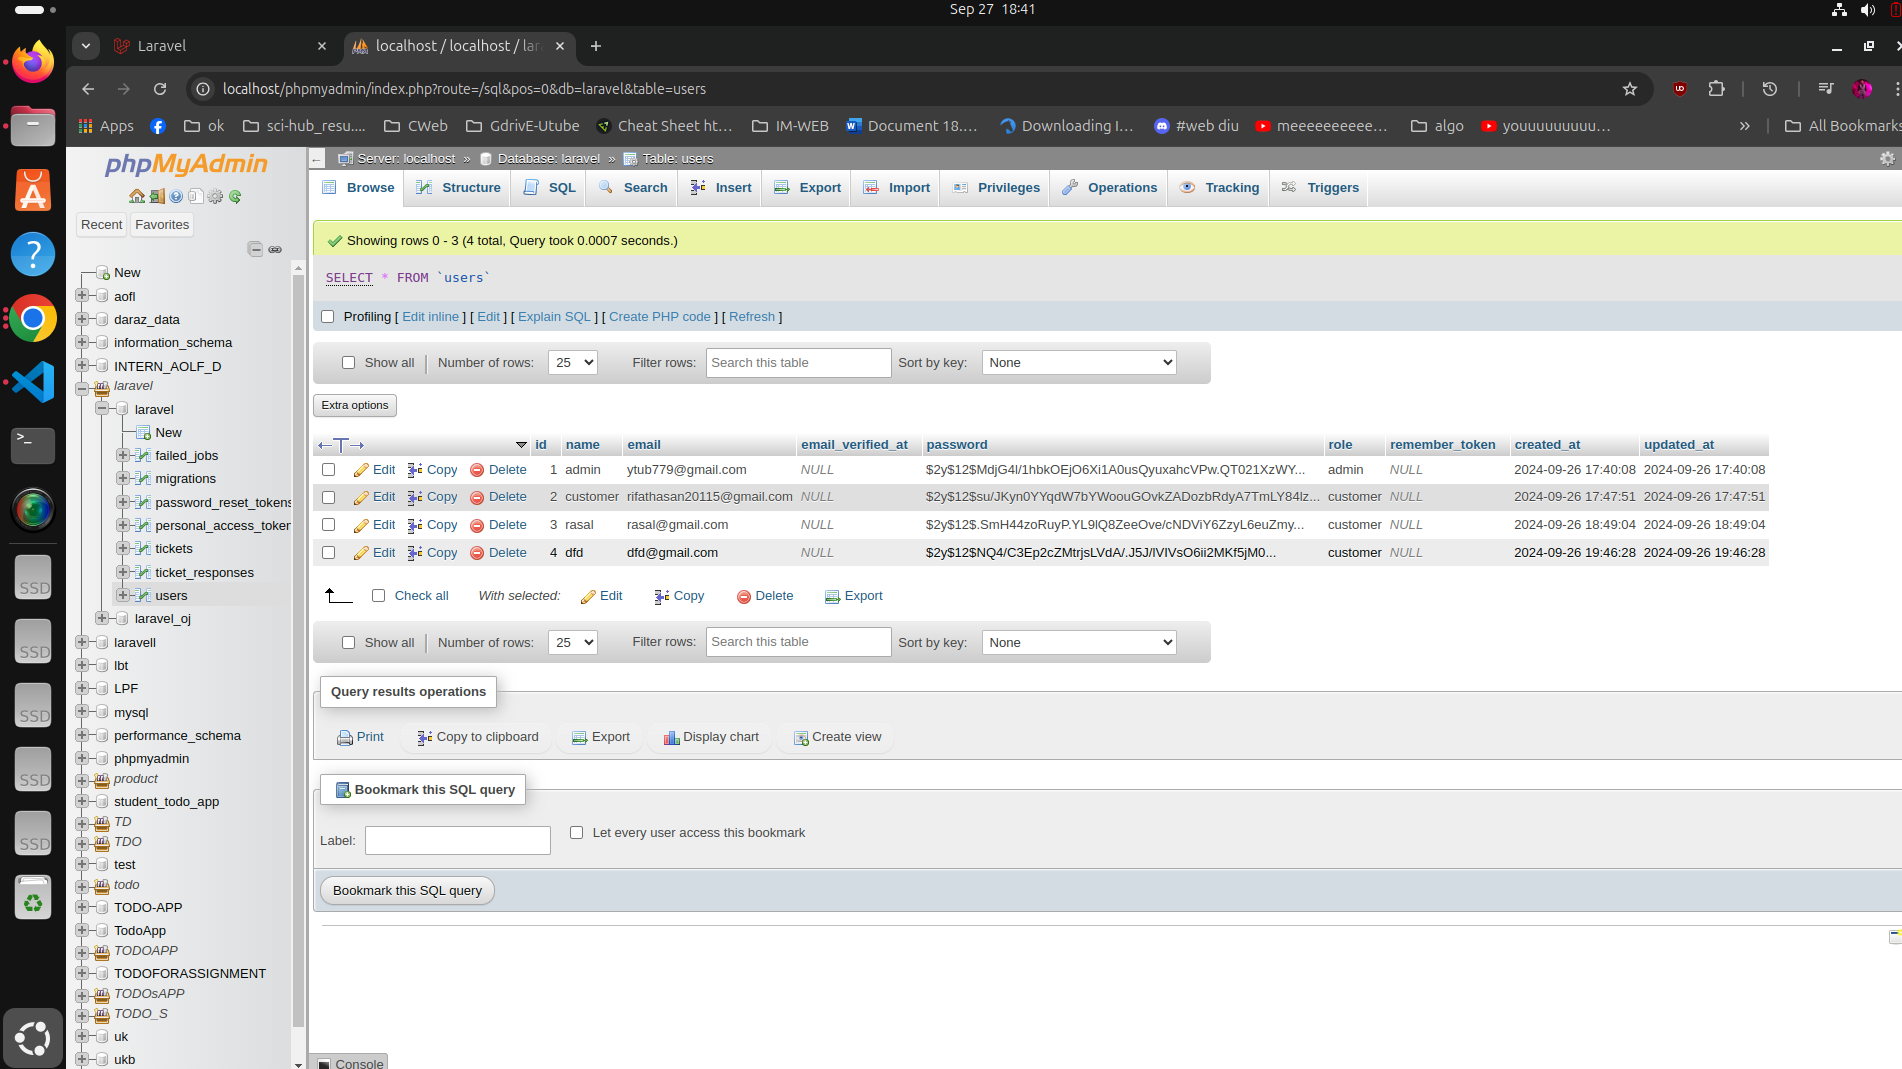 Sep 27 18:41
Laravel
localhost / localhost / lar
localhost/phpmyadmin/index.php?route=/sql&pos=0&db=laravel&table=users
Apps
ok
sci-hub_resu....
CWeb
GdrivE-Utube
Cheat Sheet ht...
IM-WEB
Document 18....
Downloading I...
#web diu
meeeeeeeeee...
algo
youuuuuuuuu...
»
All Bookmarks
phpMyAdmin
Recent
Favorites
New
aofl
daraz_data
information_schema
INTERN_AOLF_D
laravel
laravel
New
failed_jobs
migrations
password_reset_tokens
personal_access_token
tickets
ticket_responses
users
laravel_oj
laravell
lbt
LPF
mysql
performance_schema
phpmyadmin
product
student_todo_app
TD
TDO
test
todo
TODO-APP
TodoApp
TODOAPP
TODOFORASSIGNMENT
TODOsAPP
TODO_S
uk
ukb
SSD
SSD
SSD
SSD
SSD
Server: localhost » Database: laravel » Table: users
Browse Structure SQL Search Insert Export Import Privileges Operations Tracking Triggers
Showing rows 0 - 3 (4 total, Query took 0.0007 seconds.)
SELECT * FROM `users`
Profiling [ Edit inline ] [ Edit ] [ Explain SQL ] [ Create PHP code ] [ Refresh ]
Show all Number of rows: 25 Filter rows: Search this table Sort by key: None
Extra options
id name email email_verified_at password role remember_token created_at updated_at
Edit Copy Delete 1 admin ytub779@gmail.com NULL $2y$12$MdjG4l/1hbkOEjO6Xi1A0usQyuxahcVPw.QT021XzWY... admin NULL 2024-09-26 17:40:08 2024-09-26 17:40:08
Edit Copy Delete 2 customer rifathasan20115@gmail.com NULL $2y$12$su/JKyn0YYqdW7bYWoouGOvkZADozbRdyA7TmLY84lz... customer NULL 2024-09-26 17:47:51 2024-09-26 17:47:51
Edit Copy Delete 3 rasal rasal@gmail.com NULL $2y$12$.SmH44zoRuyP.YL9lQ8ZeeOve/cNDViY6ZzyL6euZmy... customer NULL 2024-09-26 18:49:04 2024-09-26 18:49:04
Edit Copy Delete 4 dfd dfd@gmail.com NULL $2y$12$NQ4/C3Ep2cZMtrjsLVdA/.J5J/lVIVsO6ii2MKf5jM0... customer NULL 2024-09-26 19:46:28 2024-09-26 19:46:28
Check all With selected: Edit Copy Delete Export
Show all Number of rows: 25 Filter rows: Search this table Sort by key: None
Query results operations
Print Copy to clipboard Export Display chart Create view
Bookmark this SQL query
Label: Let every user access this bookmark
Bookmark this SQL query
Console